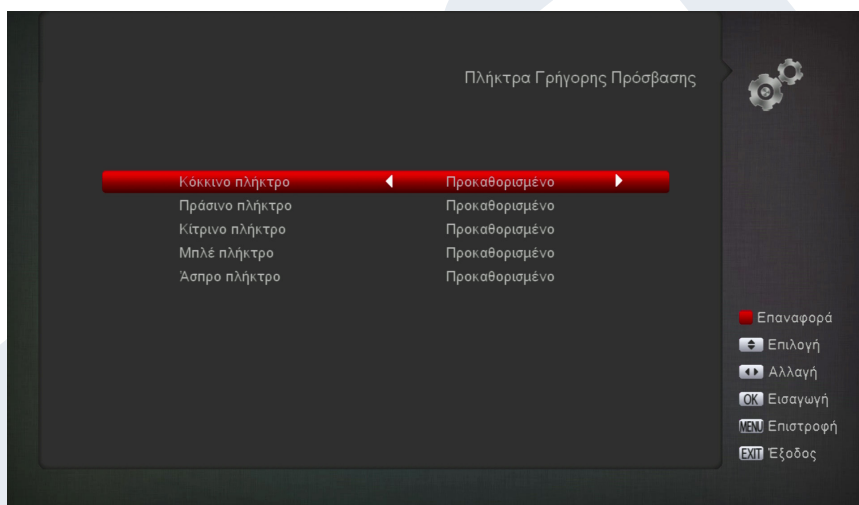 Πλήκτρα Γρήγορης Πρόσβασης
Κόκκινο πλήκτρο Προκαθορισμένο
Πράσινο πλήκτρο Προκαθορισμένο
Κίτρινο πλήκτρο Προκαθορισμένο
Μπλέ πλήκτρο Προκαθορισμένο
Άσπρο πλήκτρο Προκαθορισμένο
Επαναφορά
Επιλογή
Αλλαγή
OK Εισαγωγή
MENU Επιστροφή
EXIT Έξοδος